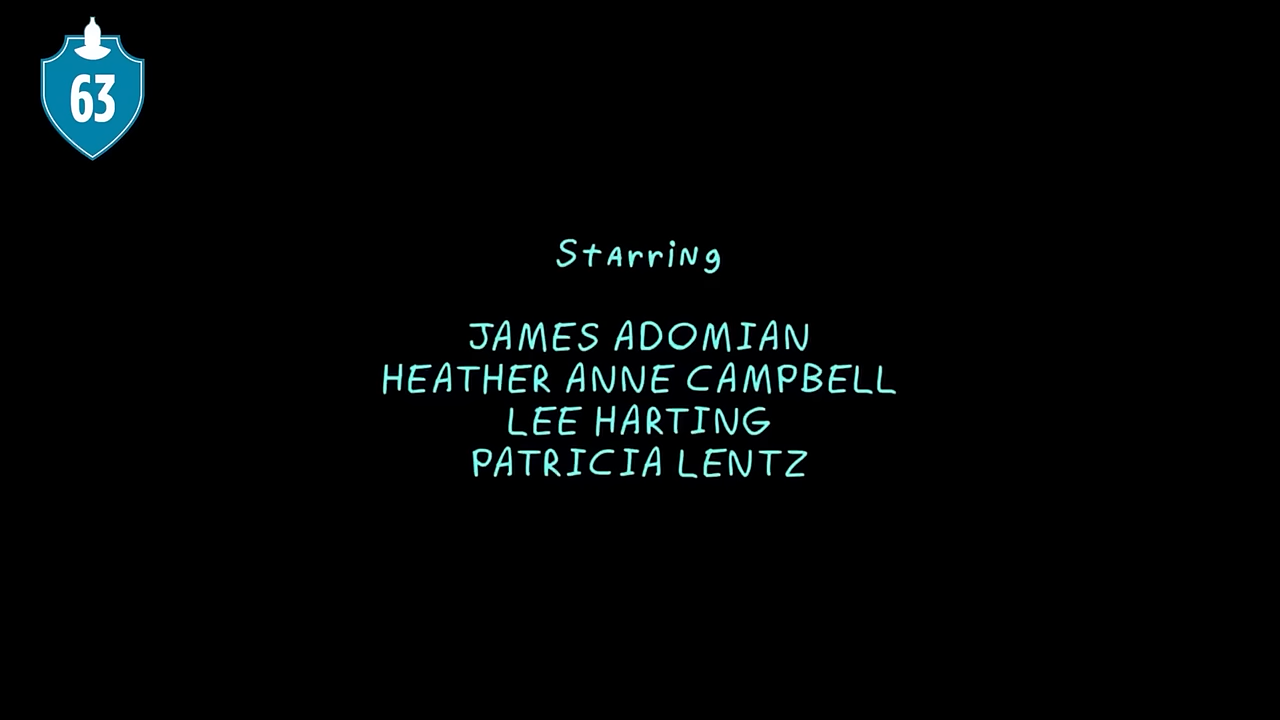 63
Starring
JAMES ADOMIAN
HEATHER ANNE CAMPBELL
LEE HARTING
PATRICIA LENTZ